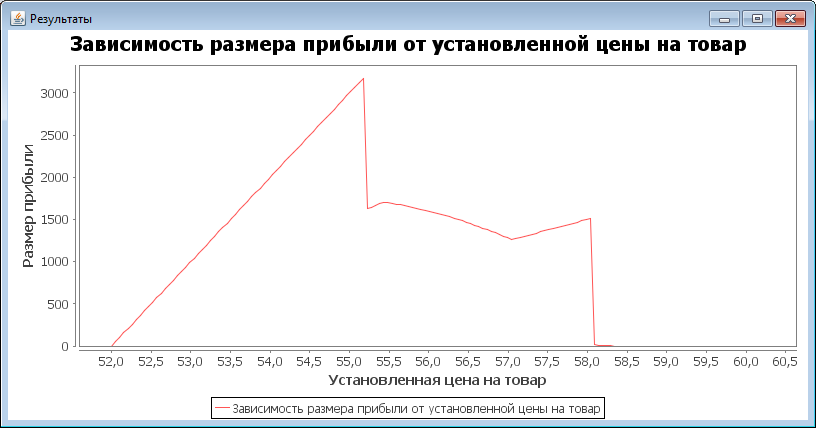 Результаты
Зависимость размера прибыли от установленной цены на товар
Размер прибыли
3000
2500
2000
1500
1000
500
0
52,0 52,5 53,0 53,5 54,0 54,5 55,0 55,5 56,0 56,5 57,0 57,5 58,0 58,5 59,0 59,5 60,0 60,5
Установленная цена на товар
Зависимость размера прибыли от установленной цены на товар